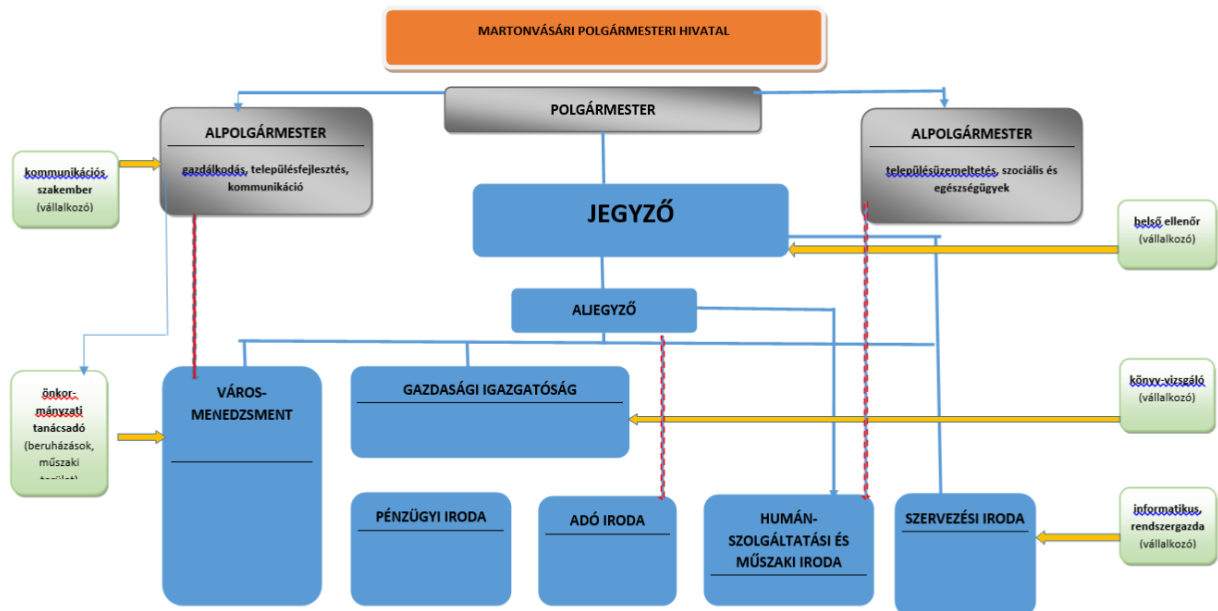 MARTONVÁSÁRI POLGÁRMESTERI HIVATAL
POLGÁRMESTER
ALPOLGÁRMESTER
gazdálkodás, településfejlesztés,
kommunikáció
ALPOLGÁRMESTER
településüzemeltetés, szociális és
egészségügyek
kommunikációs
szakember
(vállalkozó)
JEGYZŐ
belső ellenőr
(vállalkozó)
ALJEGYZŐ
önkor-
mányzati
tanácsadó
(beruházások,
műszaki
terület)
VÁROS-
MENEDZSMENT
GAZDASÁGI IGAZGATÓSÁG
könyv-vizsgáló
(vállalkozó)
PÉNZÜGYI IRODA
ADÓ IRODA
HUMÁN-
SZOLGÁLTATÁSI ÉS
MŰSZAKI IRODA
SZERVEZÉSI IRODA
informatikus,
rendszergazda
(vállalkozó)